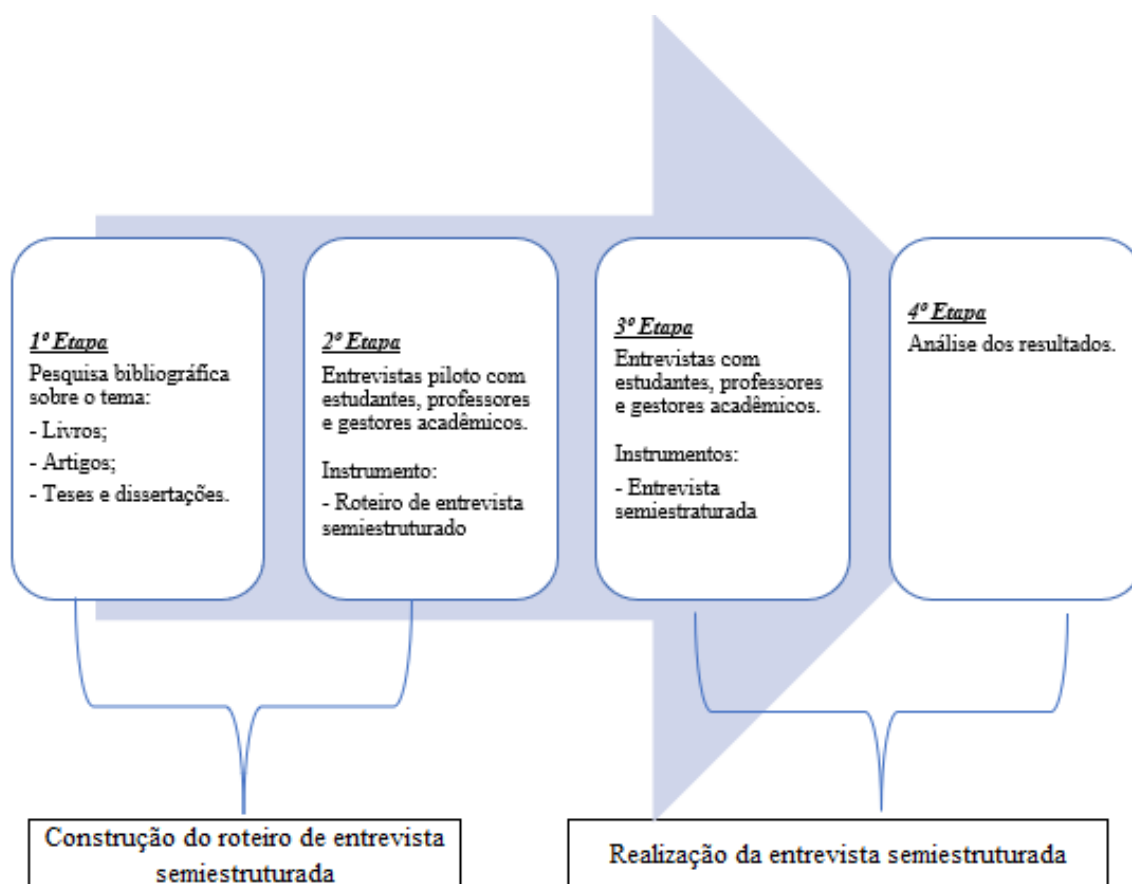 1º Etapa
Pesquisa bibliográfica
sobre o tema:
- Livros;
- Artigos;
- Teses e dissertações.
2º Etapa
Entrevistas piloto com
estudantes, professores
e gestores acadêmicos.
Instrumento:
- Roteiro de entrevista
semiestruturado
3º Etapa
Entrevistas com
estudantes, professores
e gestores acadêmicos.
Instrumentos:
- Entrevista
semiestraturada
4º Etapa
Análise dos resultados.
Construção do roteiro de entrevista
semiestruturada
Realização da entrevista semiestruturada